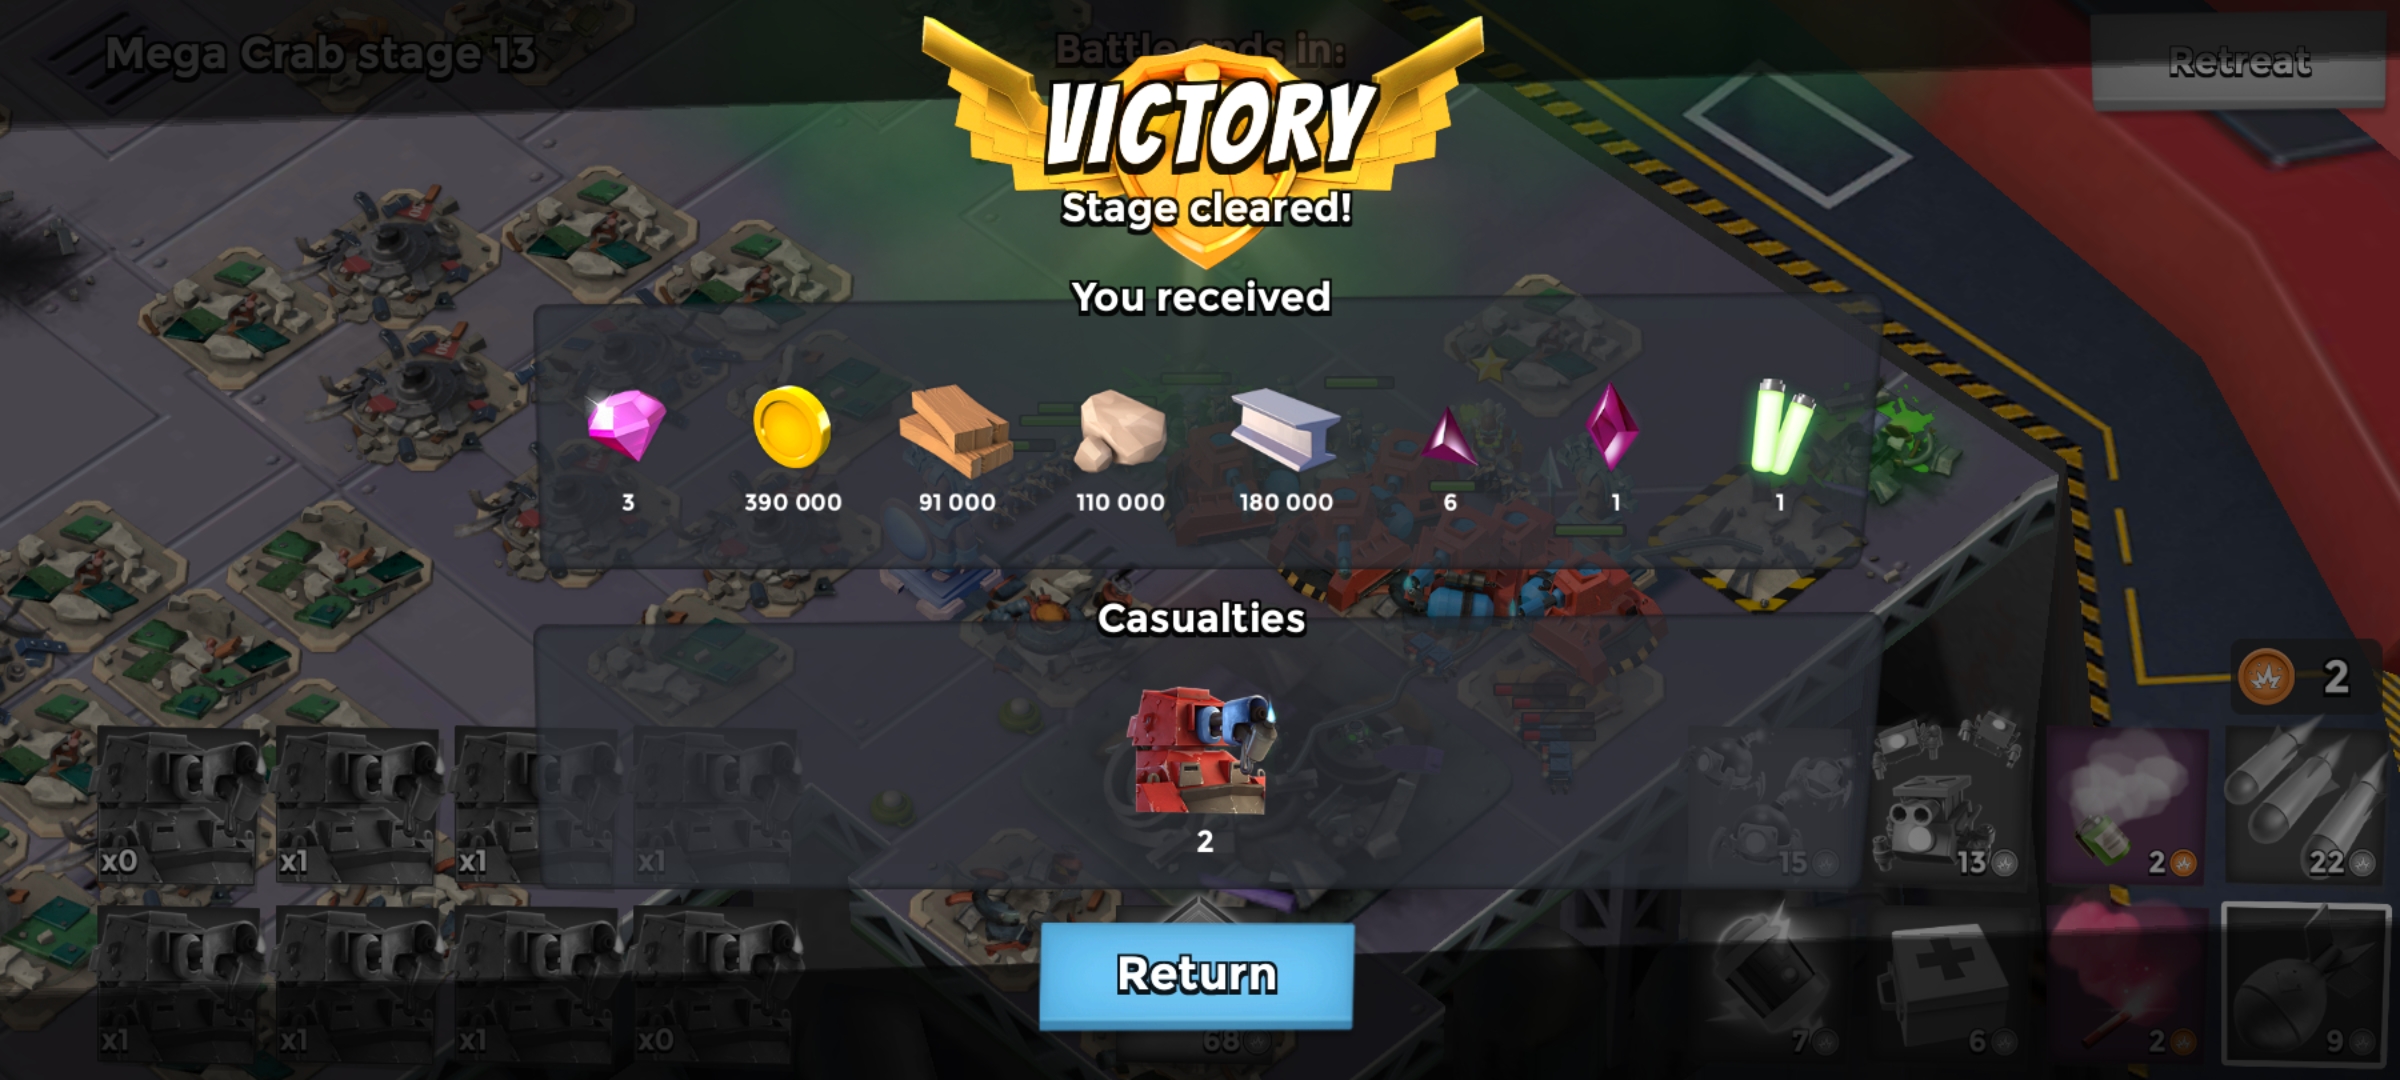 Mega Crab stage 13
Battle ends in:
Retreat
VICTORY
Stage cleared!
You received
3
390 000
91 000
110 000
180 000
6
1
1
Casualties
2
2
x0
x1
x1
x1
15
13
2
22
Return
x1
x1
x1
x0
68
7
6
2
9